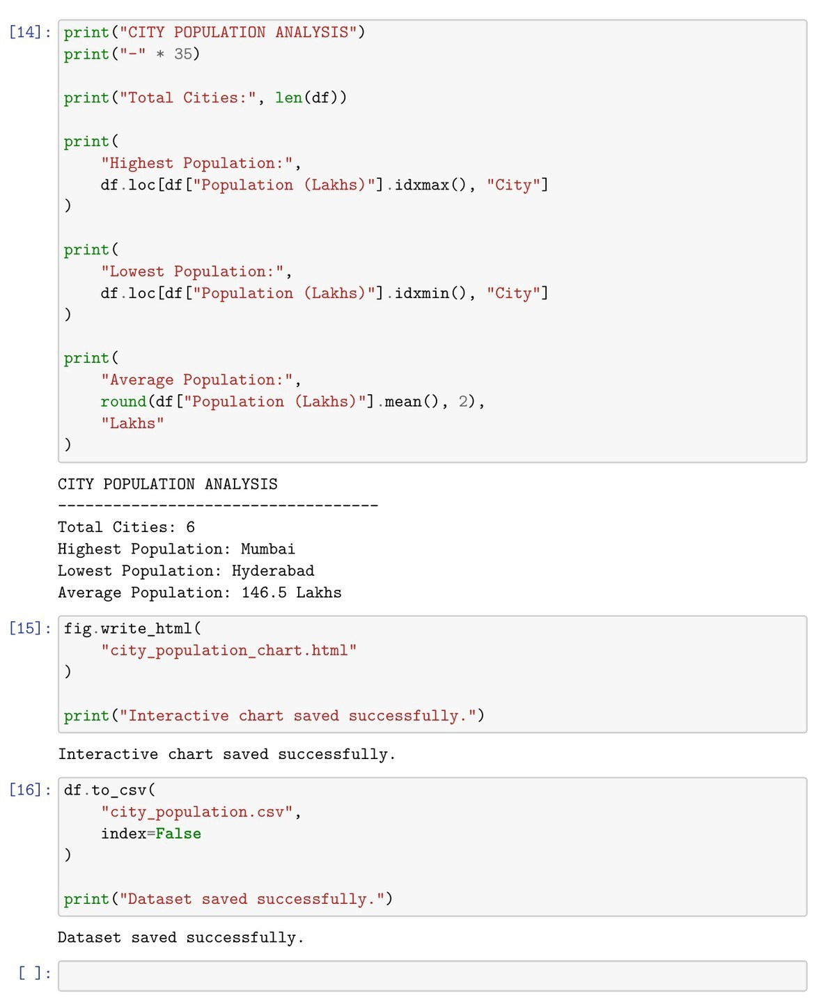 [14]: print("CITY POPULATION ANALYSIS")
print("-" * 35)

print("Total Cities:", len(df))

print(
    "Highest Population:",
    df.loc[df["Population (Lakhs)"].idxmax(), "City"]
)

print(
    "Lowest Population:",
    df.loc[df["Population (Lakhs)"].idxmin(), "City"]
)

print(
    "Average Population:",
    round(df["Population (Lakhs)"].mean(), 2),
    "Lakhs"
)
CITY POPULATION ANALYSIS
-----------------------------------
Total Cities: 6
Highest Population: Mumbai
Lowest Population: Hyderabad
Average Population: 146.5 Lakhs
[15]: fig.write_html(
    "city_population_chart.html"
)

print("Interactive chart saved successfully.")
Interactive chart saved successfully.
[16]: df.to_csv(
    "city_population.csv",
    index=False
)

print("Dataset saved successfully.")
Dataset saved successfully.
[ ]: